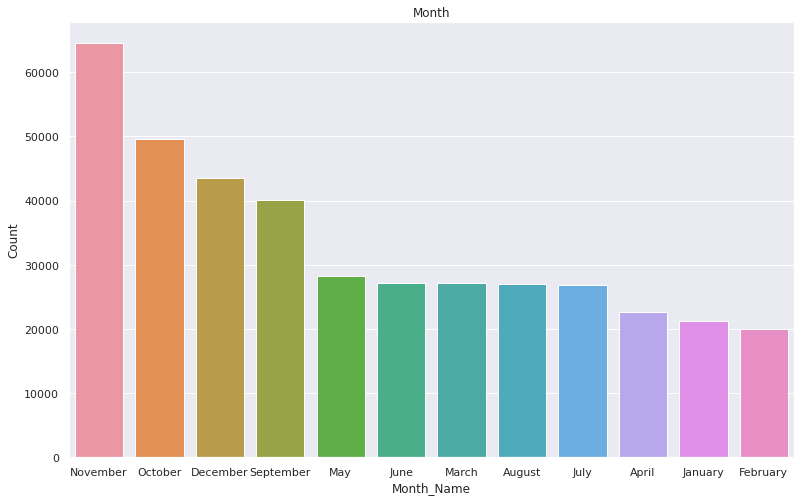 Month
Count
60000
50000
40000
30000
20000
10000
0
November October December September May June March August July April January February
Month_Name